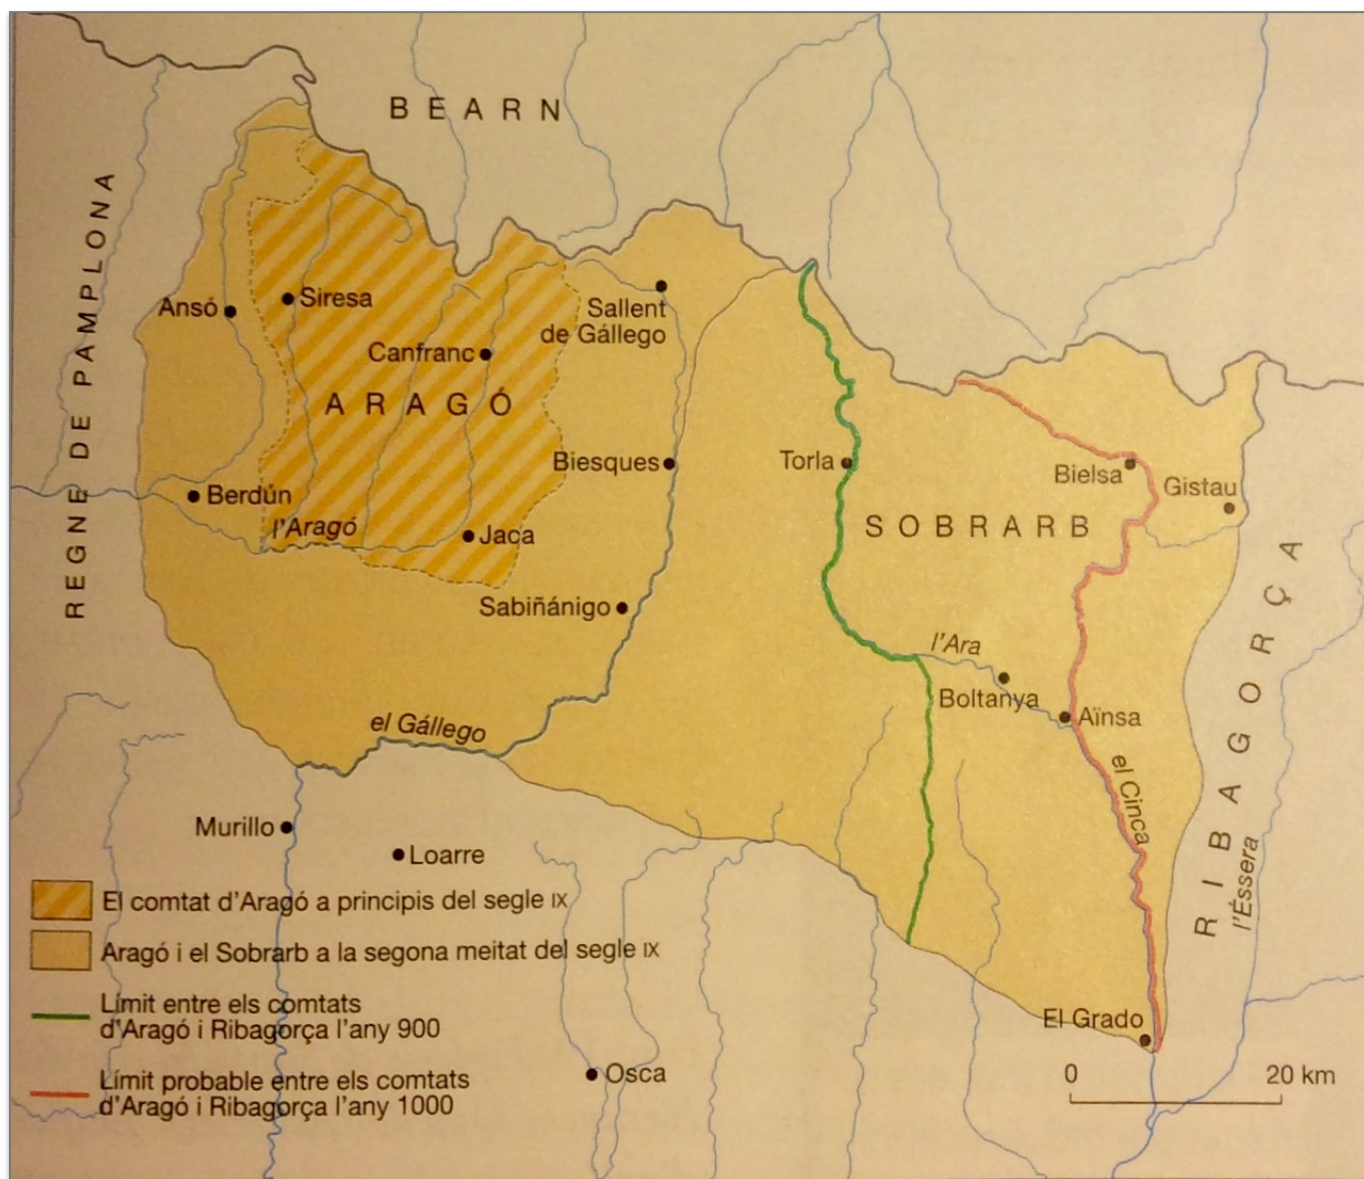 BEARN
REGNE DE PAMPLONA
Ansó
Siresa
Sallent
de Gállego
Canfranc
ARAGÓ
Biesques
Torla
Bielsa
Gistau
Berdún
l'Aragó
Jaca
SOBRARB
Sabiñánigo
l'Ara
Boltanya
Aïnsa
el Gállego
el Cinca
RIBAGORÇA
l'Éssera
Murillo
Loarre
El comtat d'Aragó a principis del segle IX
Aragó i el Sobrarb a la segona meitat del segle IX
Límit entre els comtats
d'Aragó i Ribagorça l'any 900
Límit probable entre els comtats
d'Aragó i Ribagorça l'any 1000
Osca
El Grado
0 20 km